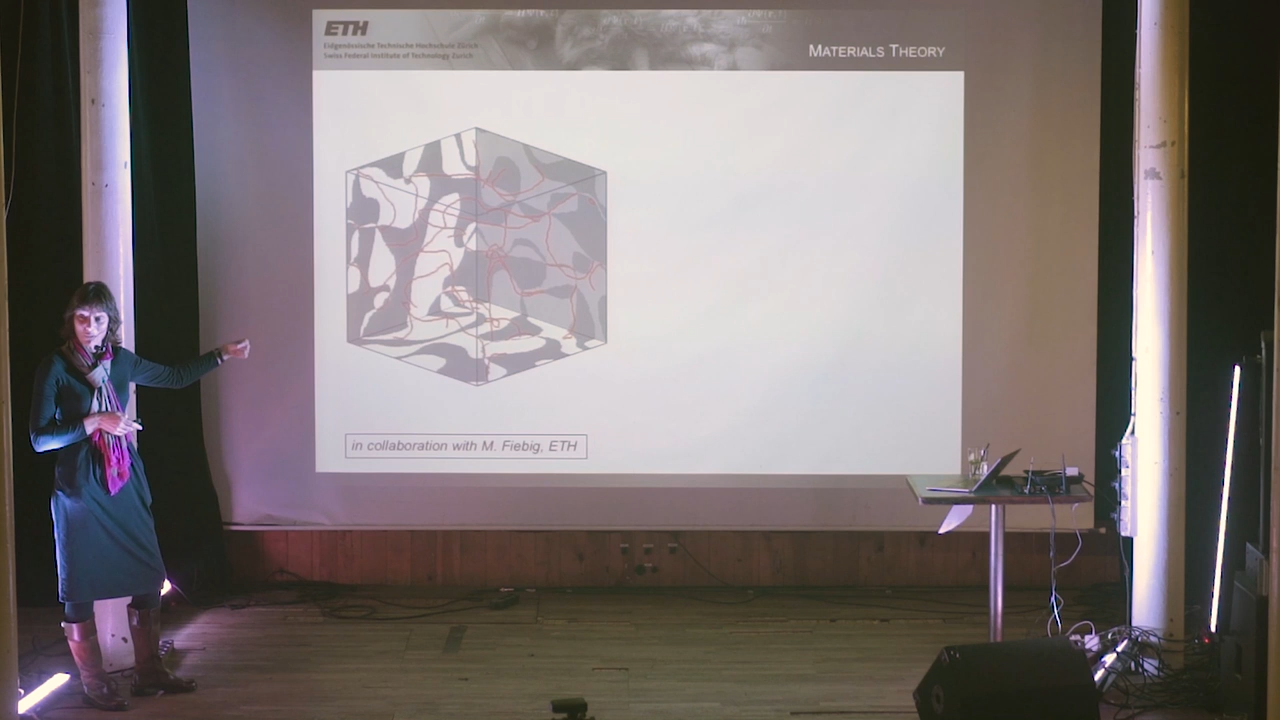 ETH
Eidgenössische Technische Hochschule Zürich
Swiss Federal Institute of Technology Zurich
MATERIALS THEORY
in collaboration with M. Fiebig, ETH